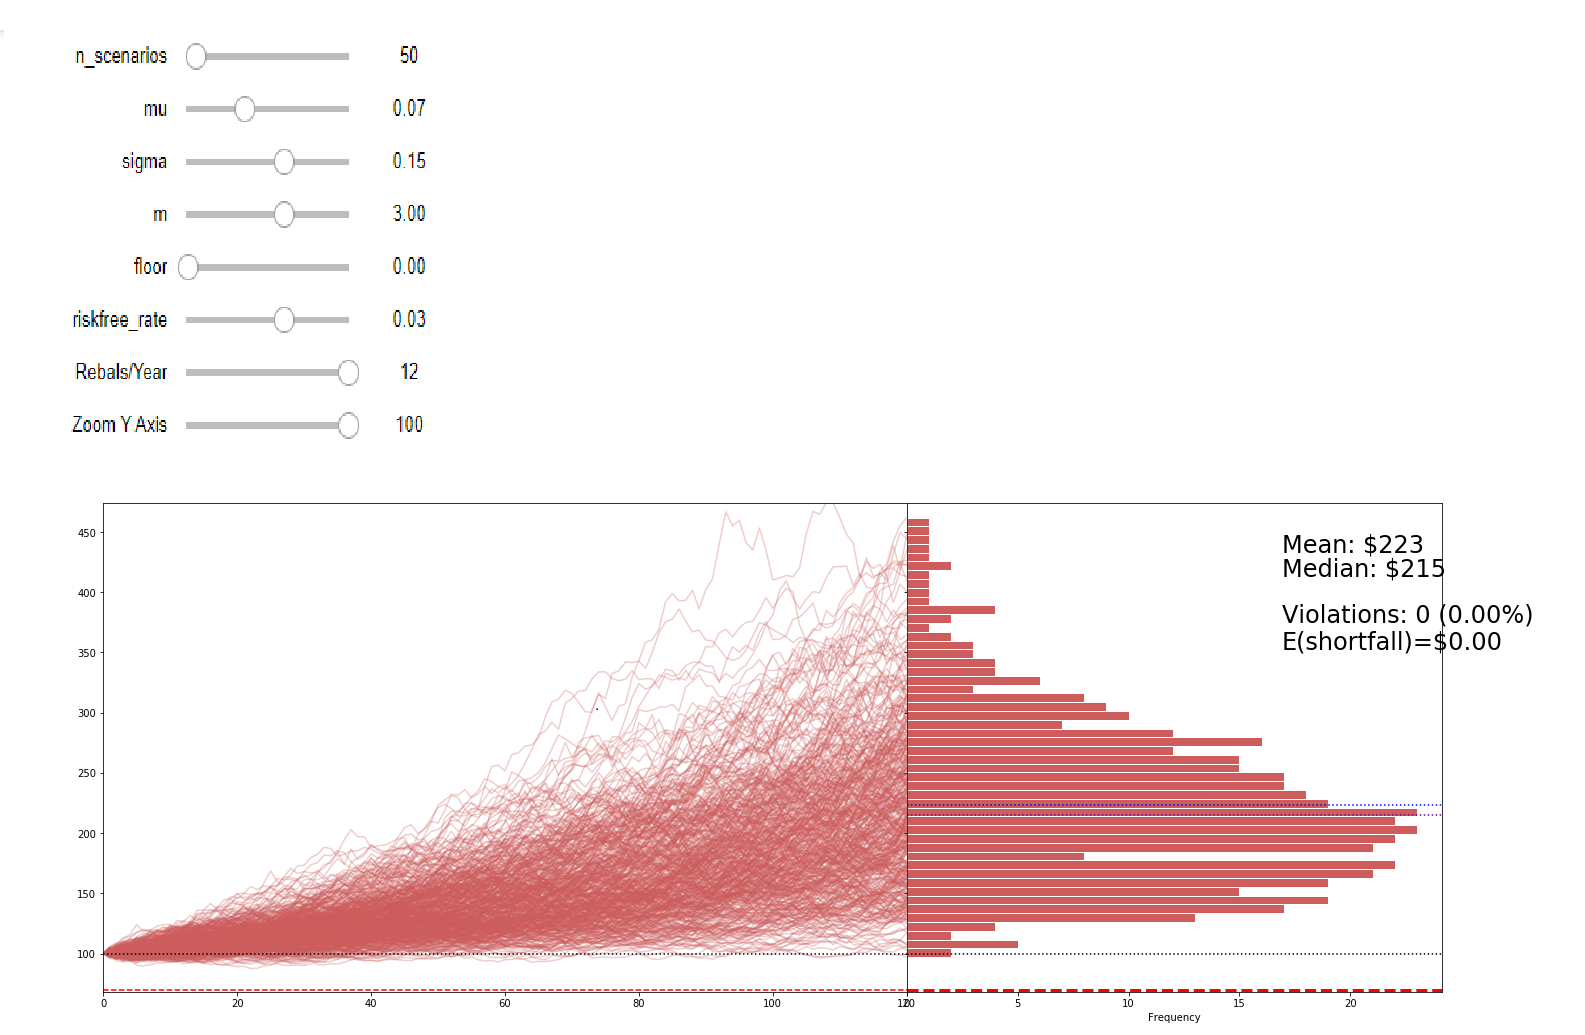 n_scenarios 50
mu 0.07
sigma 0.15
m 3.00
floor 0.00
riskfree_rate 0.03
Rebals/Year 12
Zoom Y Axis 100
450
400
350
300
250
200
150
100
0 20 40 60 80 100 120
0 5 10 15 20
Frequency
Mean: $223
Median: $215
Violations: 0 (0.00%)
E(shortfall)=$0.00